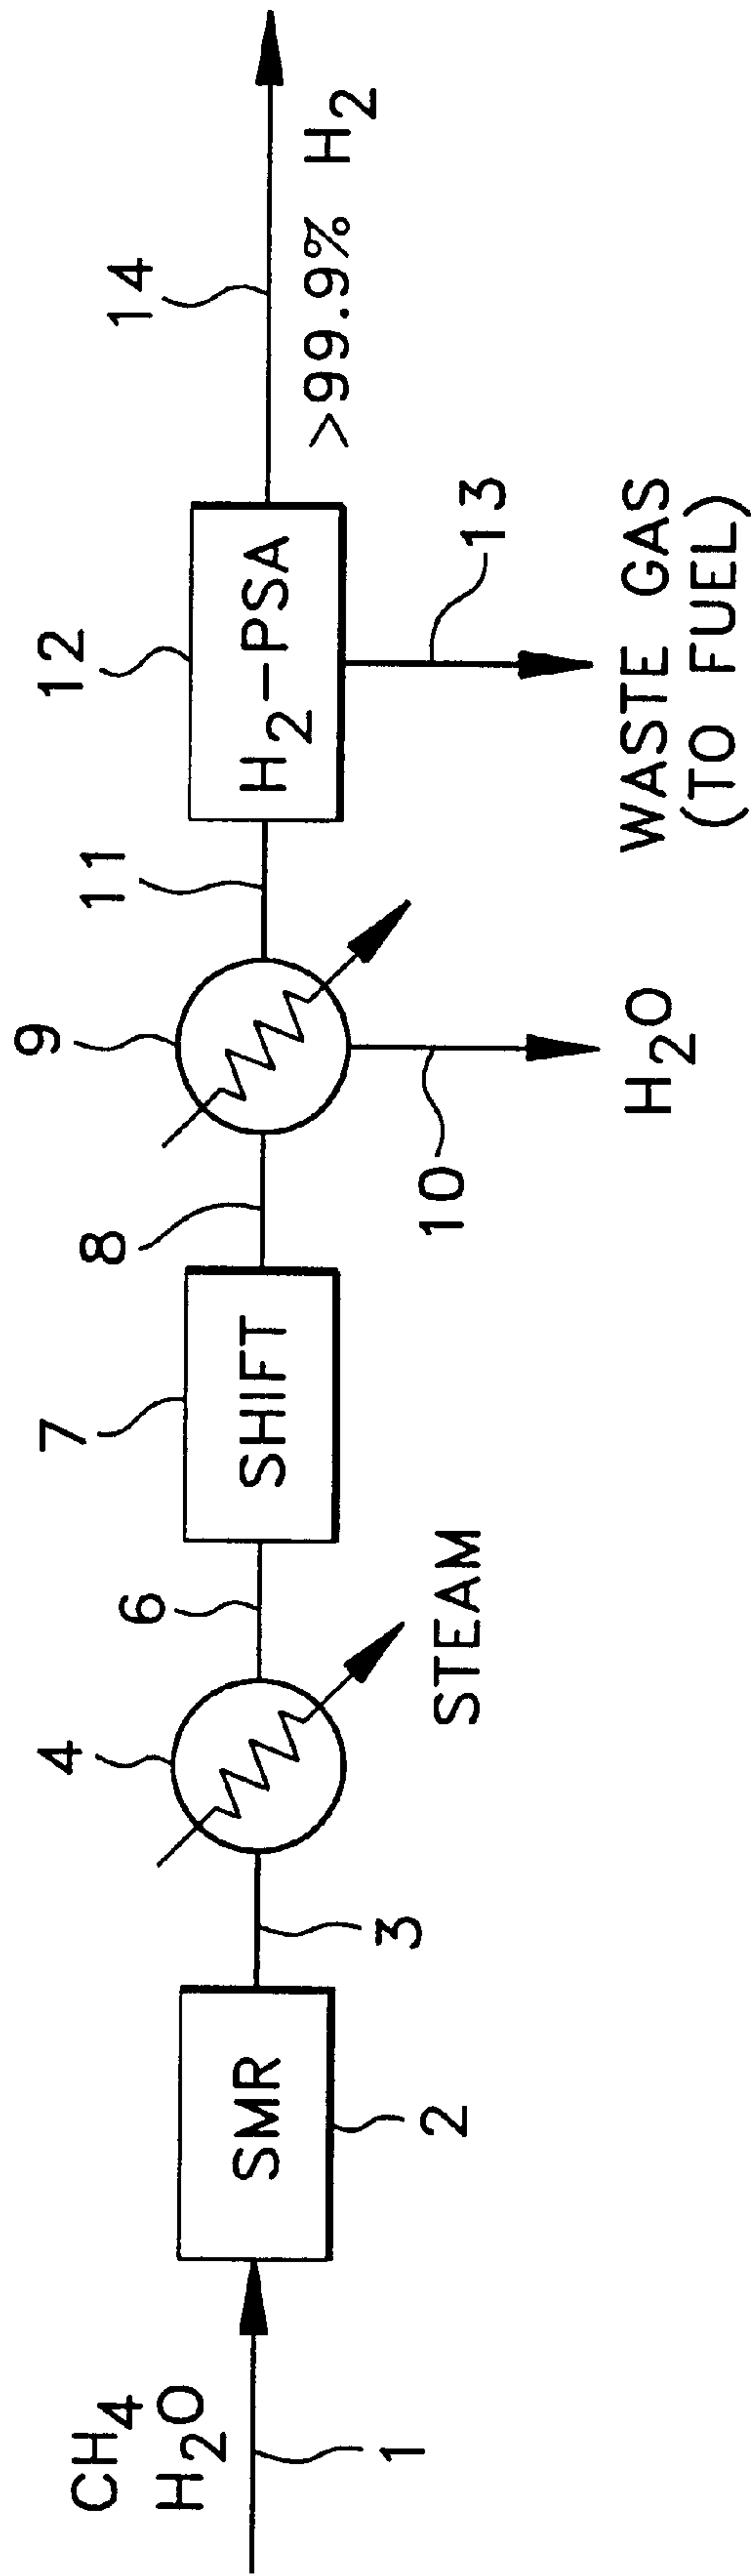 CH4
H2O
1
SMR
2
3
4
STEAM
6
SHIFT
7
8
9
10
H2O
11
H2-PSA
12
13
WASTE GAS
(TO FUEL)
14
>99.9% H2